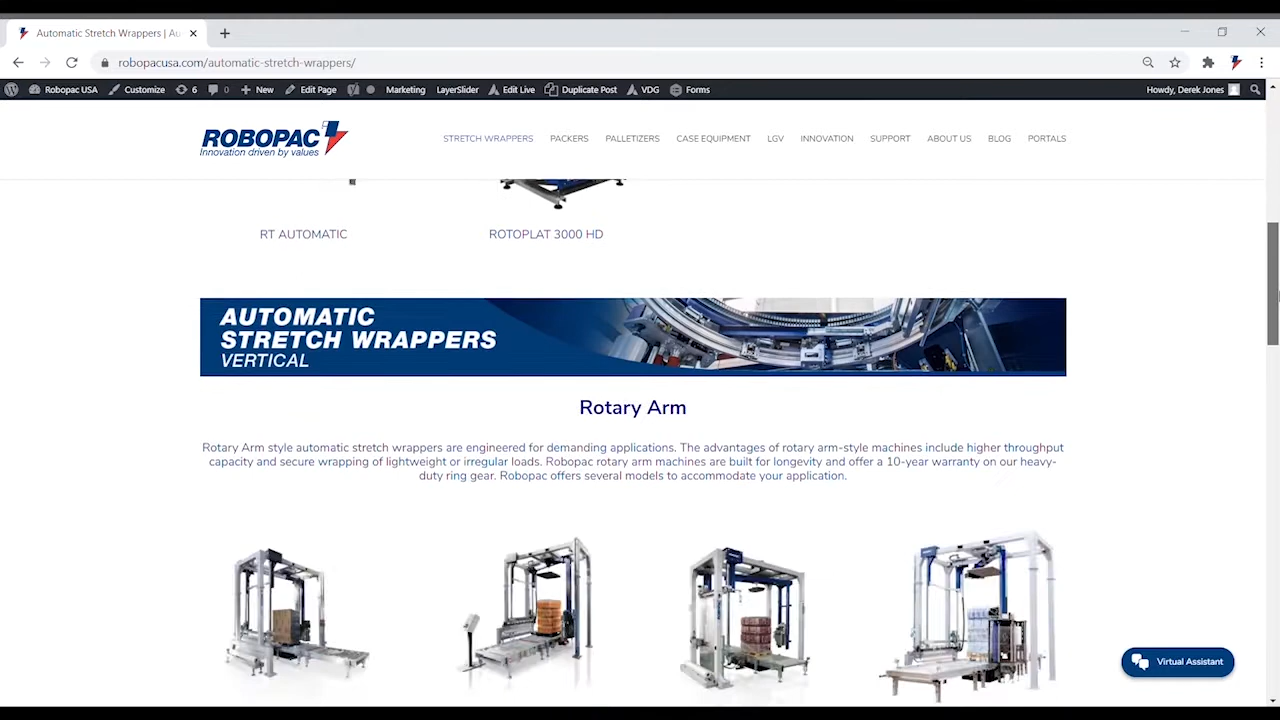 Automatic Stretch Wrappers | Au
robopacusa.com/automatic-stretch-wrappers/
Robopac USA Customize 6 0 New Edit Page Marketing LayerSlider Edit Live Duplicate Post VDG Forms Howdy, Derek Jones
ROBOPAC
Innovation driven by values
STRETCH WRAPPERS PACKERS PALLETIZERS CASE EQUIPMENT LGV INNOVATION SUPPORT ABOUT US BLOG PORTALS
RT AUTOMATIC ROTOPLAT 3000 HD
AUTOMATIC
STRETCH WRAPPERS
VERTICAL
Rotary Arm
Rotary Arm style automatic stretch wrappers are engineered for demanding applications. The advantages of rotary arm-style machines include higher throughput
capacity and secure wrapping of lightweight or irregular loads. Robopac rotary arm machines are built for longevity and offer a 10-year warranty on our heavy-
duty ring gear. Robopac offers several models to accommodate your application.
Virtual Assistant